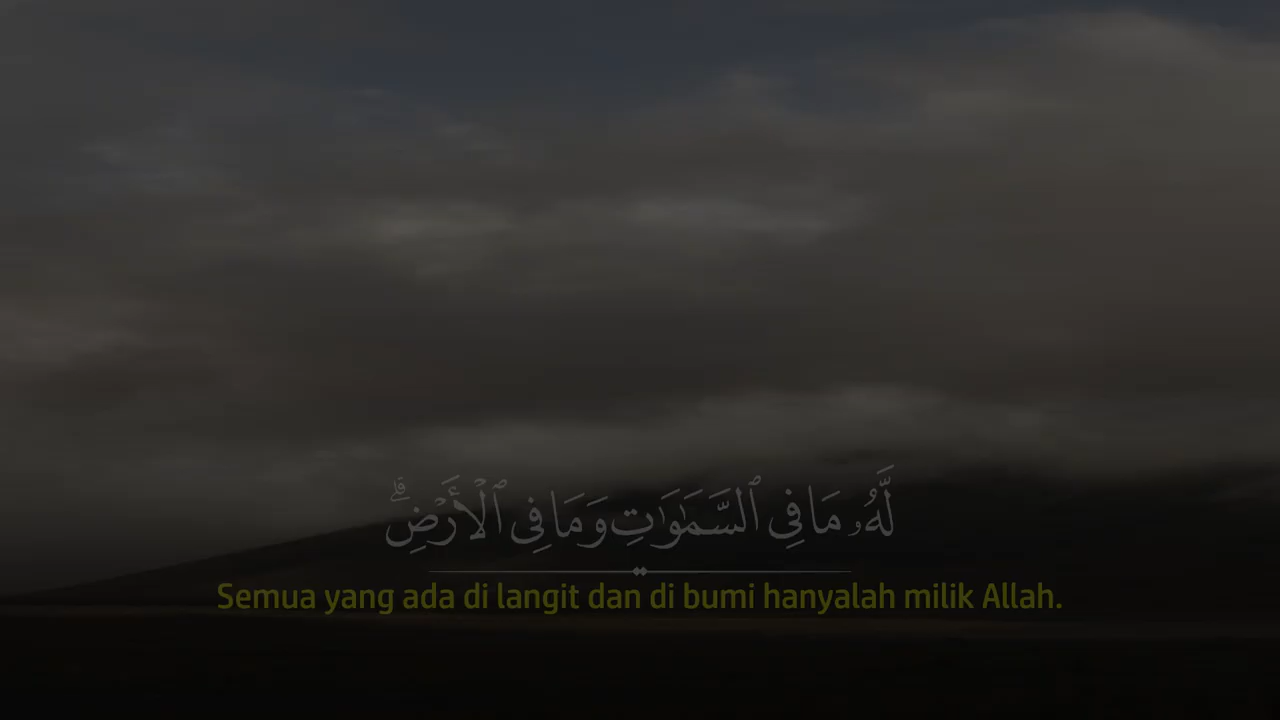 لَّهُۥ مَا فِى ٱلسَّمَـٰوَٰتِ وَمَا فِى ٱلْأَرْضِ ۗ
Semua yang ada di langit dan di bumi hanyalah milik Allah.